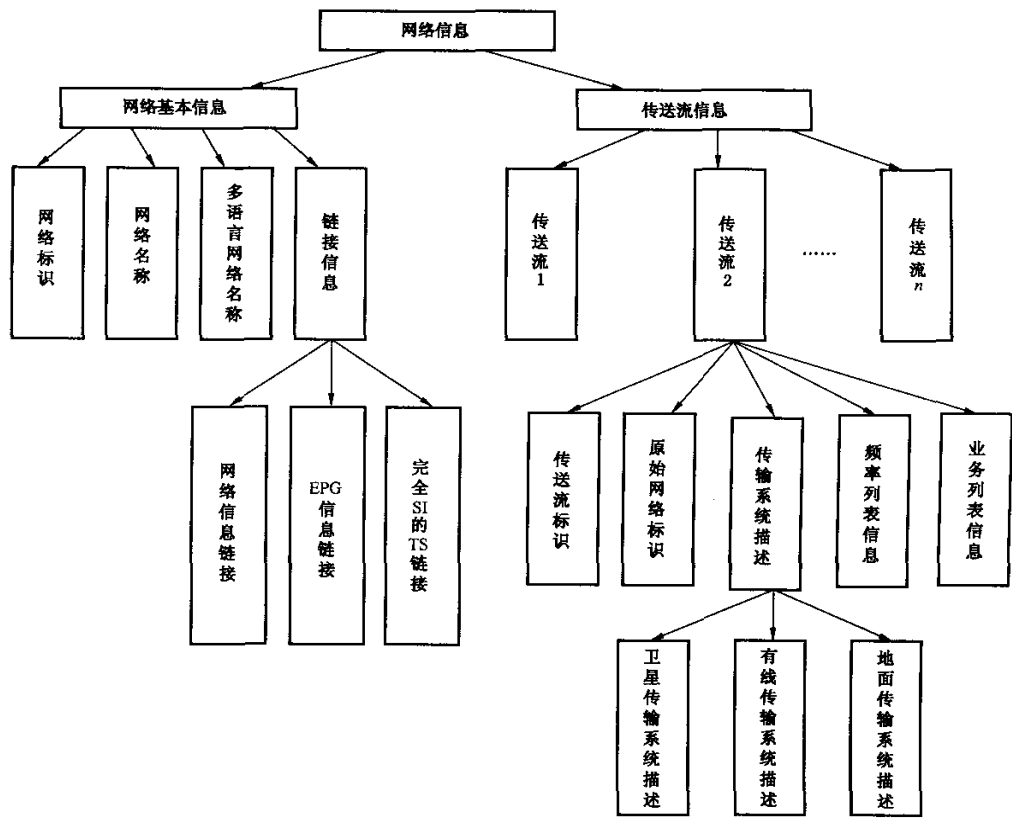 网络信息
网络基本信息
传送流信息
网络标识
网络名称
多语言网络名称
链接信息
传送流1
传送流2
……
传送流n
网络信息链接
EPG信息链接
完全SI的TS链接
传送流标识
原始网络标识
传输系统描述
频率列表信息
业务列表信息
卫星传输系统描述
有线传输系统描述
地面传输系统描述